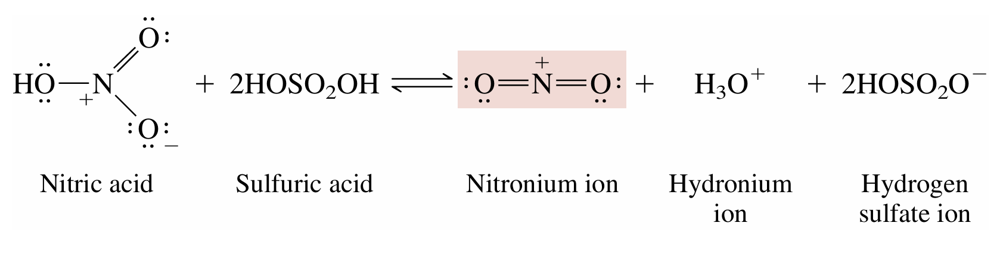 O:
HO—N + 2HOSO₂OH ⇌ :O=N⁺=O: + H₃O⁺ + 2HOSO₂O⁻
+
:O:
−
Nitric acid Sulfuric acid Nitronium ion Hydronium Hydrogen
ion sulfate ion